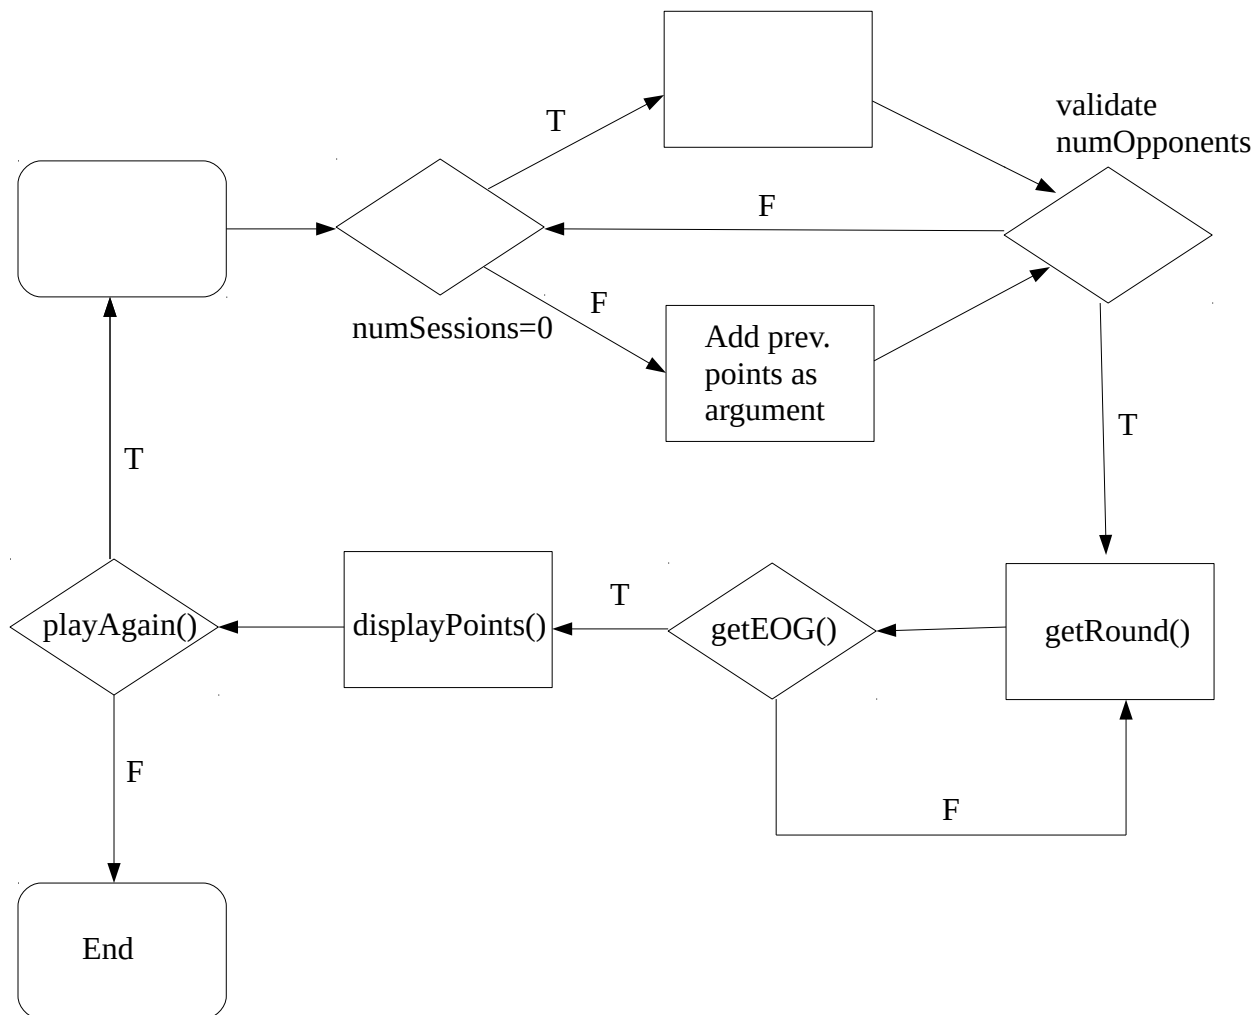 T
validate
numOpponents
F
numSessions=0
F
Add prev.
points as
argument
T
T
playAgain()
displayPoints()
T
getEOG()
getRound()
F
F
End